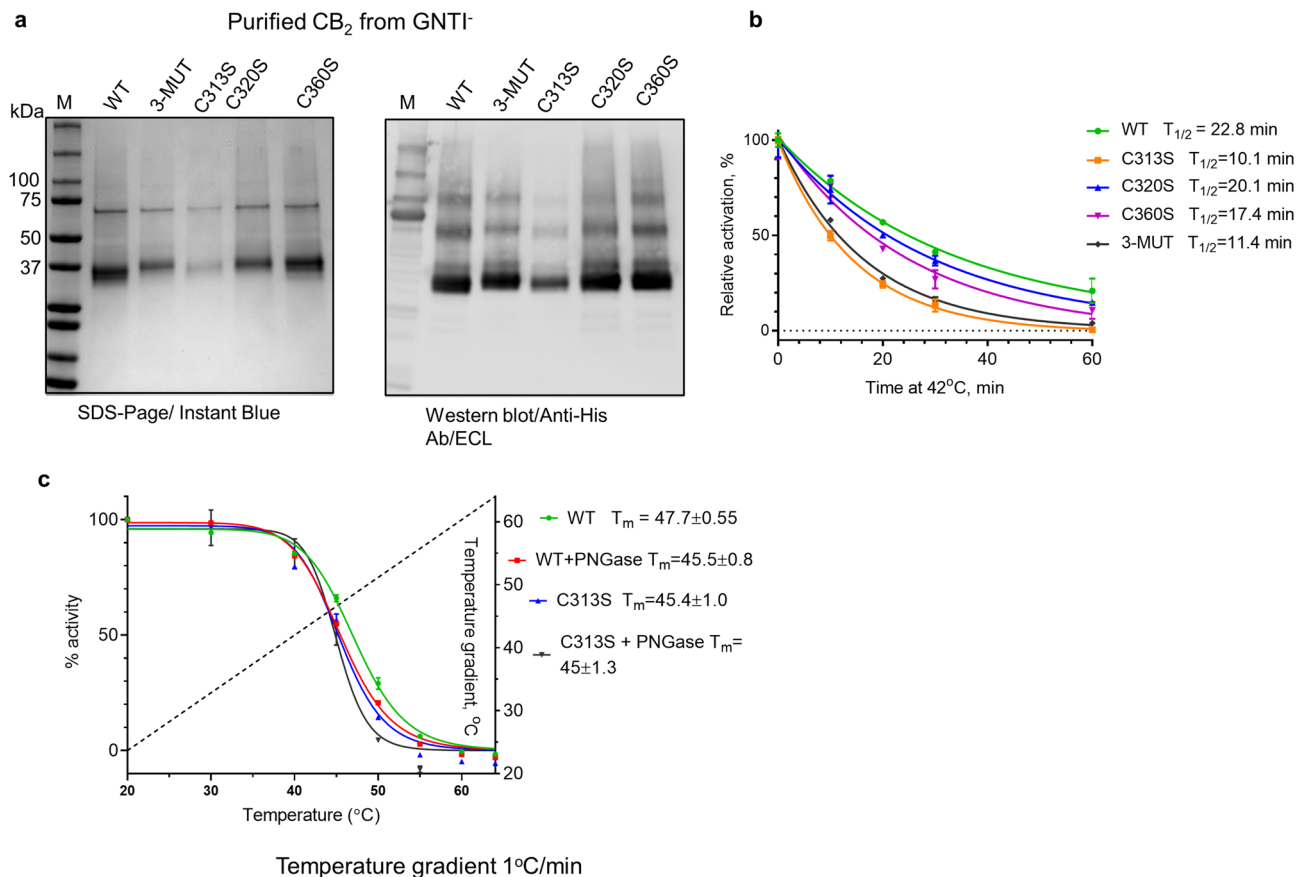 a
Purified CB2 from GNTI-
kDa
M
WT
3-MUT
C313S
C320S
C360S
100
75
50
37
SDS-Page/ Instant Blue
M
WT
3-MUT
C313S
C320S
C360S
Western blot/Anti-His
Ab/ECL
b
Relative activation, %
100
50
0
0
20
40
60
Time at 42oC, min
WT T1/2 = 22.8 min
C313S T1/2=10.1 min
C320S T1/2=20.1 min
C360S T1/2=17.4 min
3-MUT T1/2=11.4 min
c
% activity
100
50
0
20
30
40
50
60
Temperature (°C)
60
50
40
30
20
Temperature gradient, oC
WT Tm = 47.7±0.55
WT+PNGase Tm=45.5±0.8
C313S Tm=45.4±1.0
C313S + PNGase Tm=
45±1.3
Temperature gradient 1oC/min